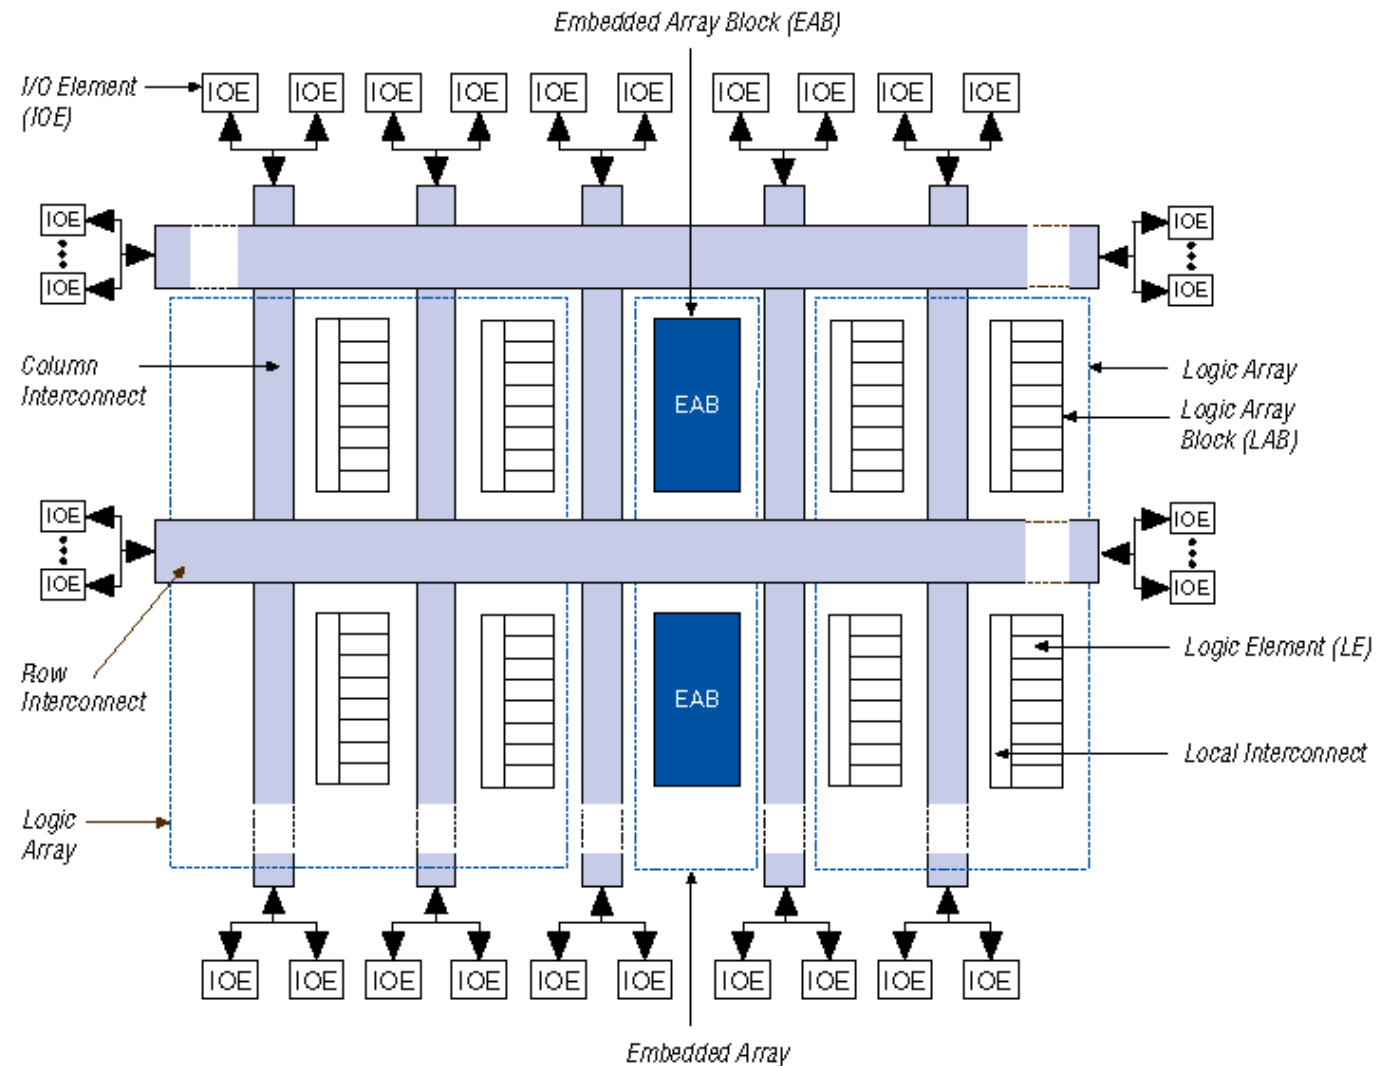 Embedded Array Block (EAB)
I/O Element
(IOE)
IOE IOE IOE IOE IOE IOE IOE IOE IOE IOE
IOE IOE
IOE IOE
Column
Interconnect
Logic Array
EAB
Logic Array
Block (LAB)
IOE IOE
IOE IOE
Row
Interconnect
Logic Element (LE)
EAB
Local Interconnect
Logic
Array
IOE IOE IOE IOE IOE IOE IOE IOE IOE IOE
Embedded Array